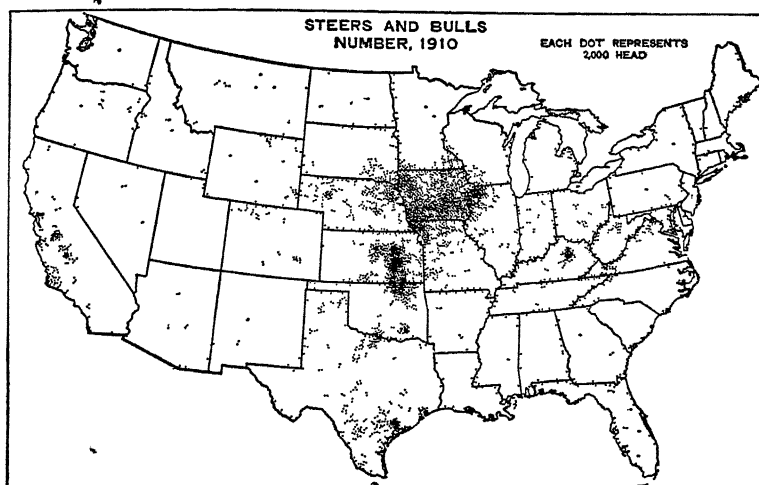 STEERS AND BULLS
NUMBER, 1910
EACH DOT REPRESENTS
2,000 HEAD